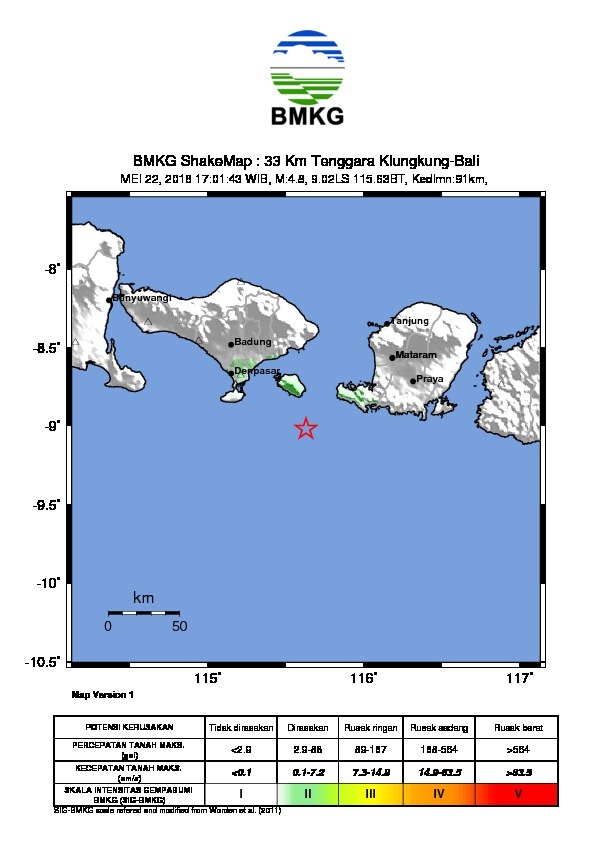 BMKG
BMKG ShakeMap : 33 Km Tenggara Klungkung-Bali
MEI 22, 2018 17:01:43 WIB, M:4.8, 9.02LS 115.63BT, Kedlmn:91km,
-8°
-8.5°
-9°
-9.5°
-10°
-10.5°
Banyuwangi
Badung
Denpasar
Tanjung
Mataram
Praya
km
0 50
115° 116° 117°
Map Version 1
POTENSI KERUSAKAN Tidak dirasakan Dirasakan Rusak ringan Rusak sedang Rusak berat
PERCEPATAN TANAH MAKS. (gal) <2.9 2.9-88 89-167 168-564 >564
KECEPATAN TANAH MAKS. (cm/s) <0.1 0.1-7.2 7.3-14.9 14.9-63.5 >63.5
SKALA INTENSITAS GEMPABUMI BMKG (SIG-BMKG) I II III IV V
SIG-BMKG scale refered and modified from Worden et al. (2011)